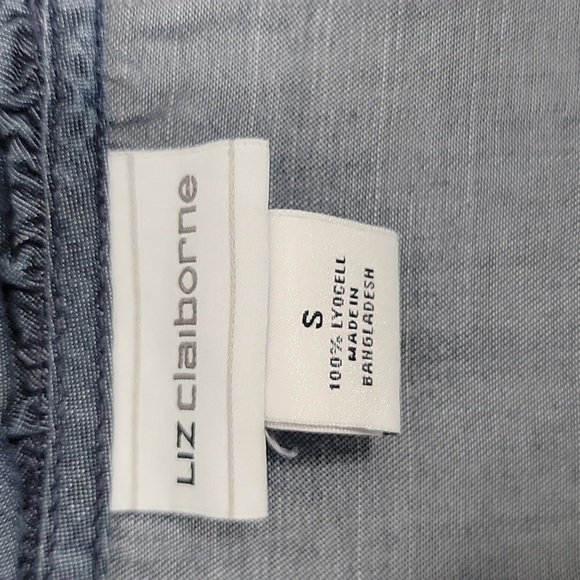 LIZ claiborne
S
100% LYOCELL
MADE IN
BANGLADESH